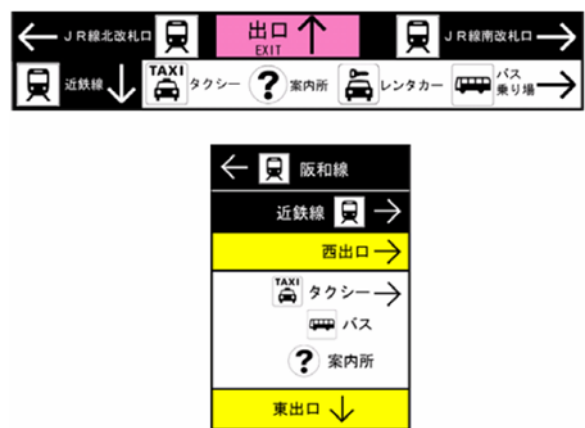 JR線北改札口
出口
EXIT
JR線南改札口
近鉄線
TAXI
タクシー
?
案内所
レンタカー
バス
乗り場
阪和線
近鉄線
西出口
TAXI
タクシー
バス
?
案内所
東出口